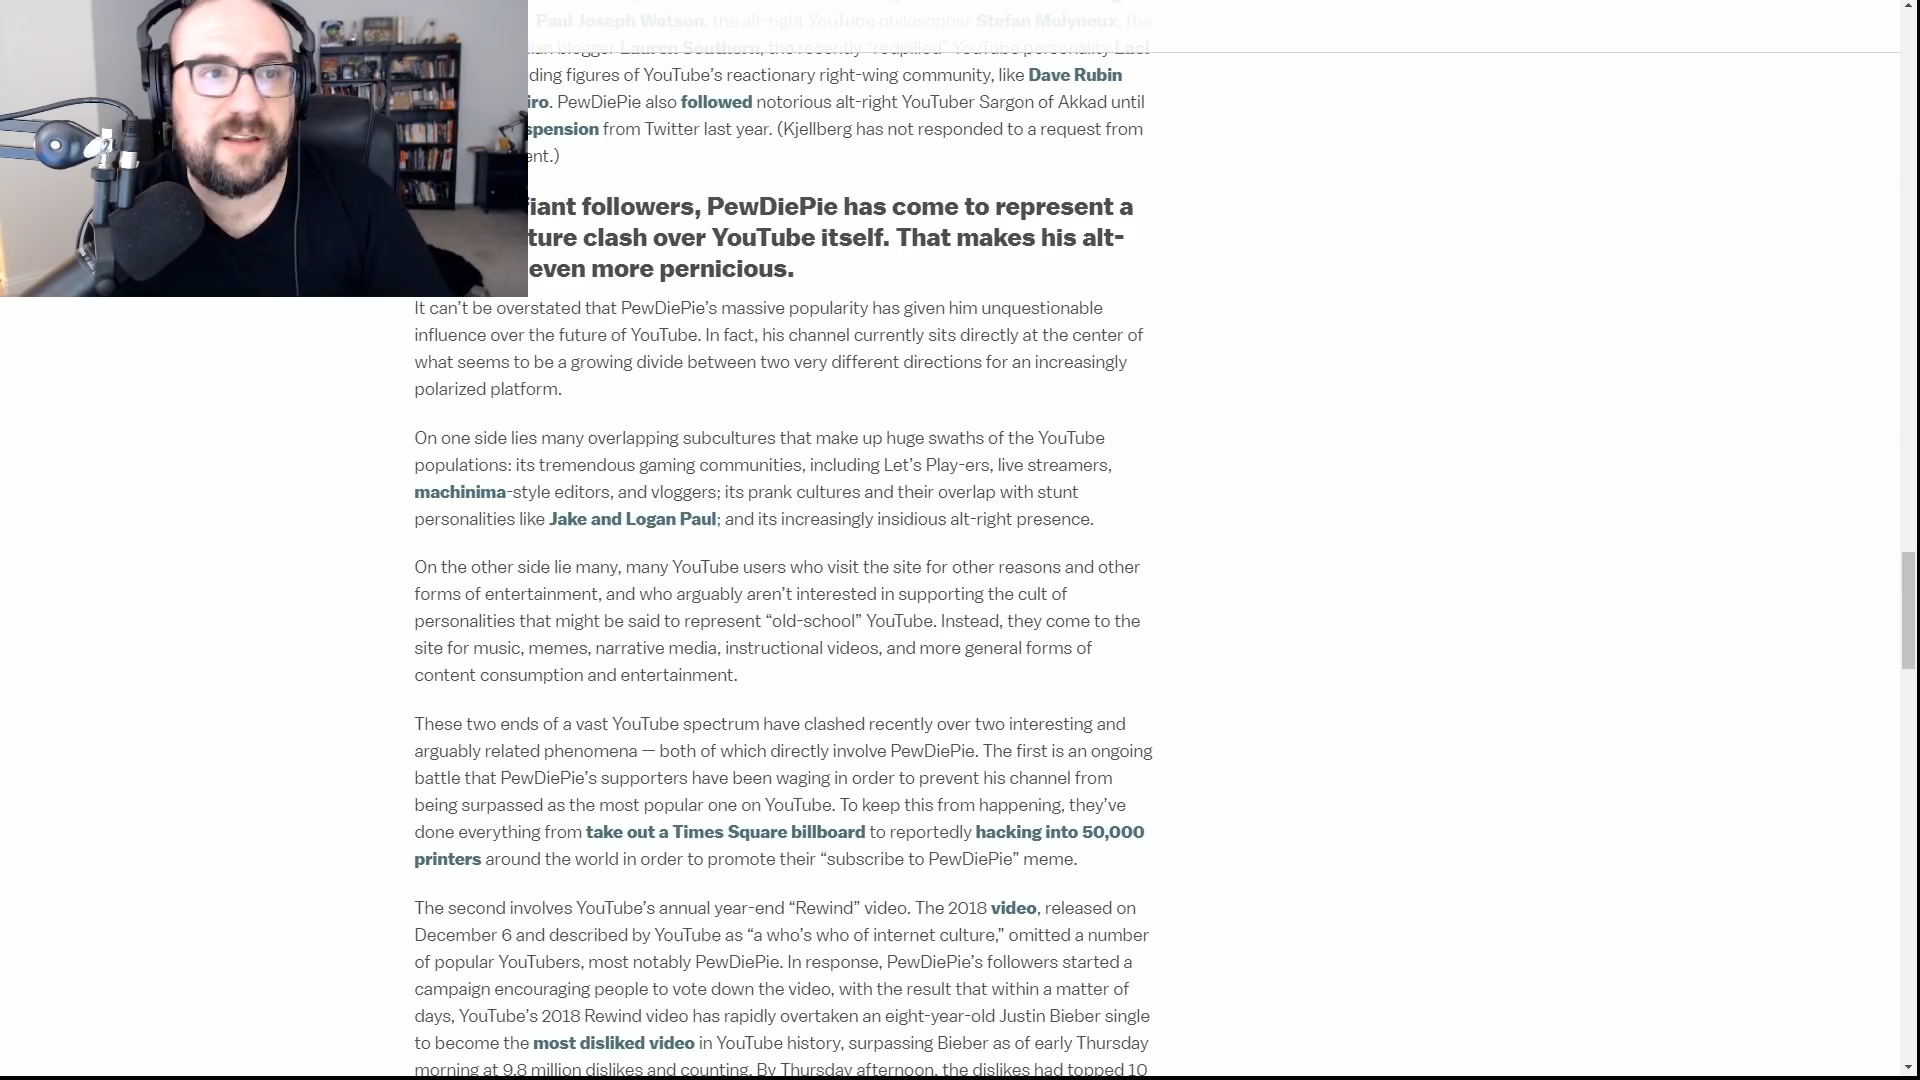 Paul Joseph Watson, the alt-right YouTube philosopher Stefan Molyneux, the
blogger Lauren Southern, the recently “redpilled” YouTube personality Laci
ding figures of YouTube’s reactionary right-wing community, like Dave Rubin
iro. PewDiePie also followed notorious alt-right YouTuber Sargon of Akkad until
spension from Twitter last year. (Kjellberg has not responded to a request from
ent.)
fiant followers, PewDiePie has come to represent a
ture clash over YouTube itself. That makes his alt-
even more pernicious.
It can’t be overstated that PewDiePie’s massive popularity has given him unquestionable
influence over the future of YouTube. In fact, his channel currently sits directly at the center of
what seems to be a growing divide between two very different directions for an increasingly
polarized platform.
On one side lies many overlapping subcultures that make up huge swaths of the YouTube
populations: its tremendous gaming communities, including Let’s Play-ers, live streamers,
machinima-style editors, and vloggers; its prank cultures and their overlap with stunt
personalities like Jake and Logan Paul; and its increasingly insidious alt-right presence.
On the other side lie many, many YouTube users who visit the site for other reasons and other
forms of entertainment, and who arguably aren’t interested in supporting the cult of
personalities that might be said to represent “old-school” YouTube. Instead, they come to the
site for music, memes, narrative media, instructional videos, and more general forms of
content consumption and entertainment.
These two ends of a vast YouTube spectrum have clashed recently over two interesting and
arguably related phenomena — both of which directly involve PewDiePie. The first is an ongoing
battle that PewDiePie’s supporters have been waging in order to prevent his channel from
being surpassed as the most popular one on YouTube. To keep this from happening, they’ve
done everything from take out a Times Square billboard to reportedly hacking into 50,000
printers around the world in order to promote their “subscribe to PewDiePie” meme.
The second involves YouTube’s annual year-end “Rewind” video. The 2018 video, released on
December 6 and described by YouTube as “a who’s who of internet culture,” omitted a number
of popular YouTubers, most notably PewDiePie. In response, PewDiePie’s followers started a
campaign encouraging people to vote down the video, with the result that within a matter of
days, YouTube’s 2018 Rewind video has rapidly overtaken an eight-year-old Justin Bieber single
to become the most disliked video in YouTube history, surpassing Bieber as of early Thursday
morning at 9.8 million dislikes and counting. By Thursday afternoon, the dislikes had topped 10